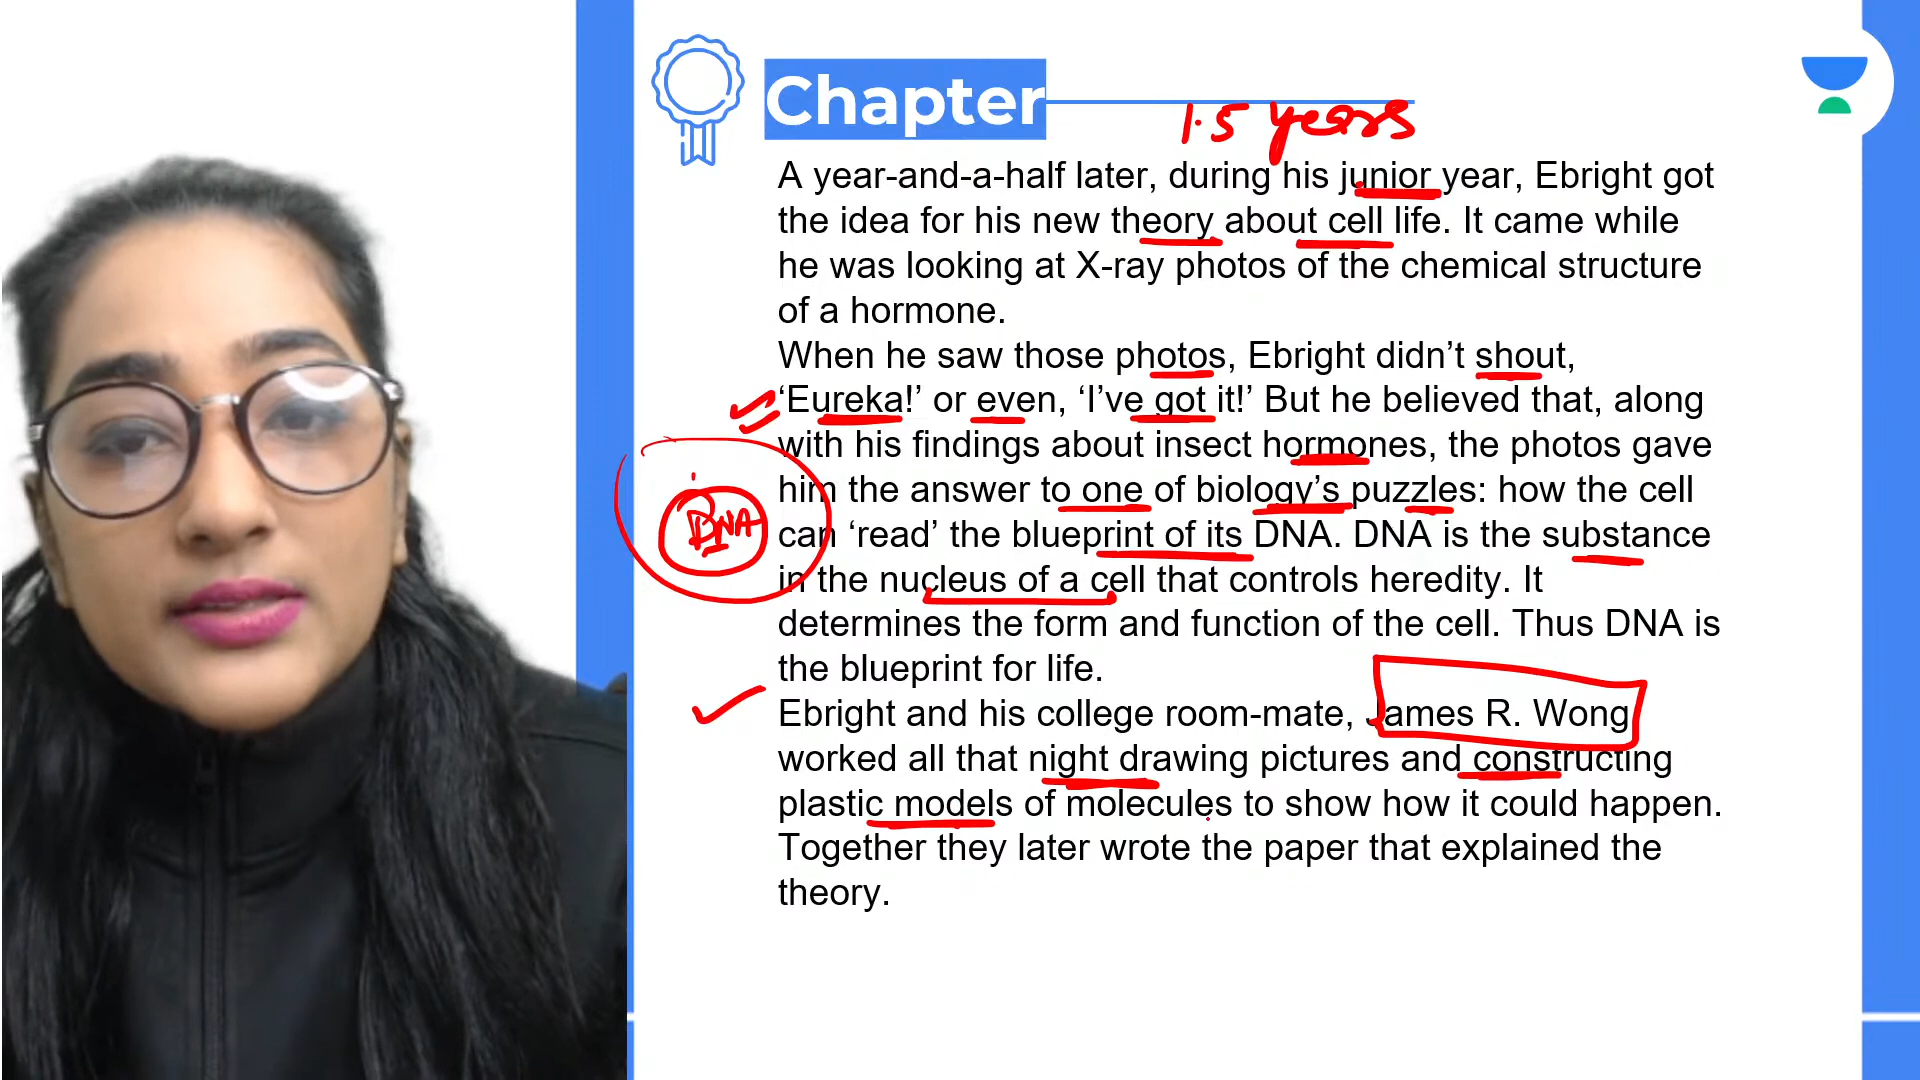 Chapter
1.5 years
A year-and-a-half later, during his junior year, Ebright got
the idea for his new theory about cell life. It came while
he was looking at X-ray photos of the chemical structure
of a hormone.
When he saw those photos, Ebright didn’t shout,
‘Eureka!’ or even, ‘I’ve got it!’ But he believed that, along
with his findings about insect hormones, the photos gave
him the answer to one of biology’s puzzles: how the cell
DNA
can ‘read’ the blueprint of its DNA. DNA is the substance
in the nucleus of a cell that controls heredity. It
determines the form and function of the cell. Thus DNA is
the blueprint for life.
Ebright and his college room-mate, James R. Wong
worked all that night drawing pictures and constructing
plastic models of molecules to show how it could happen.
Together they later wrote the paper that explained the
theory.